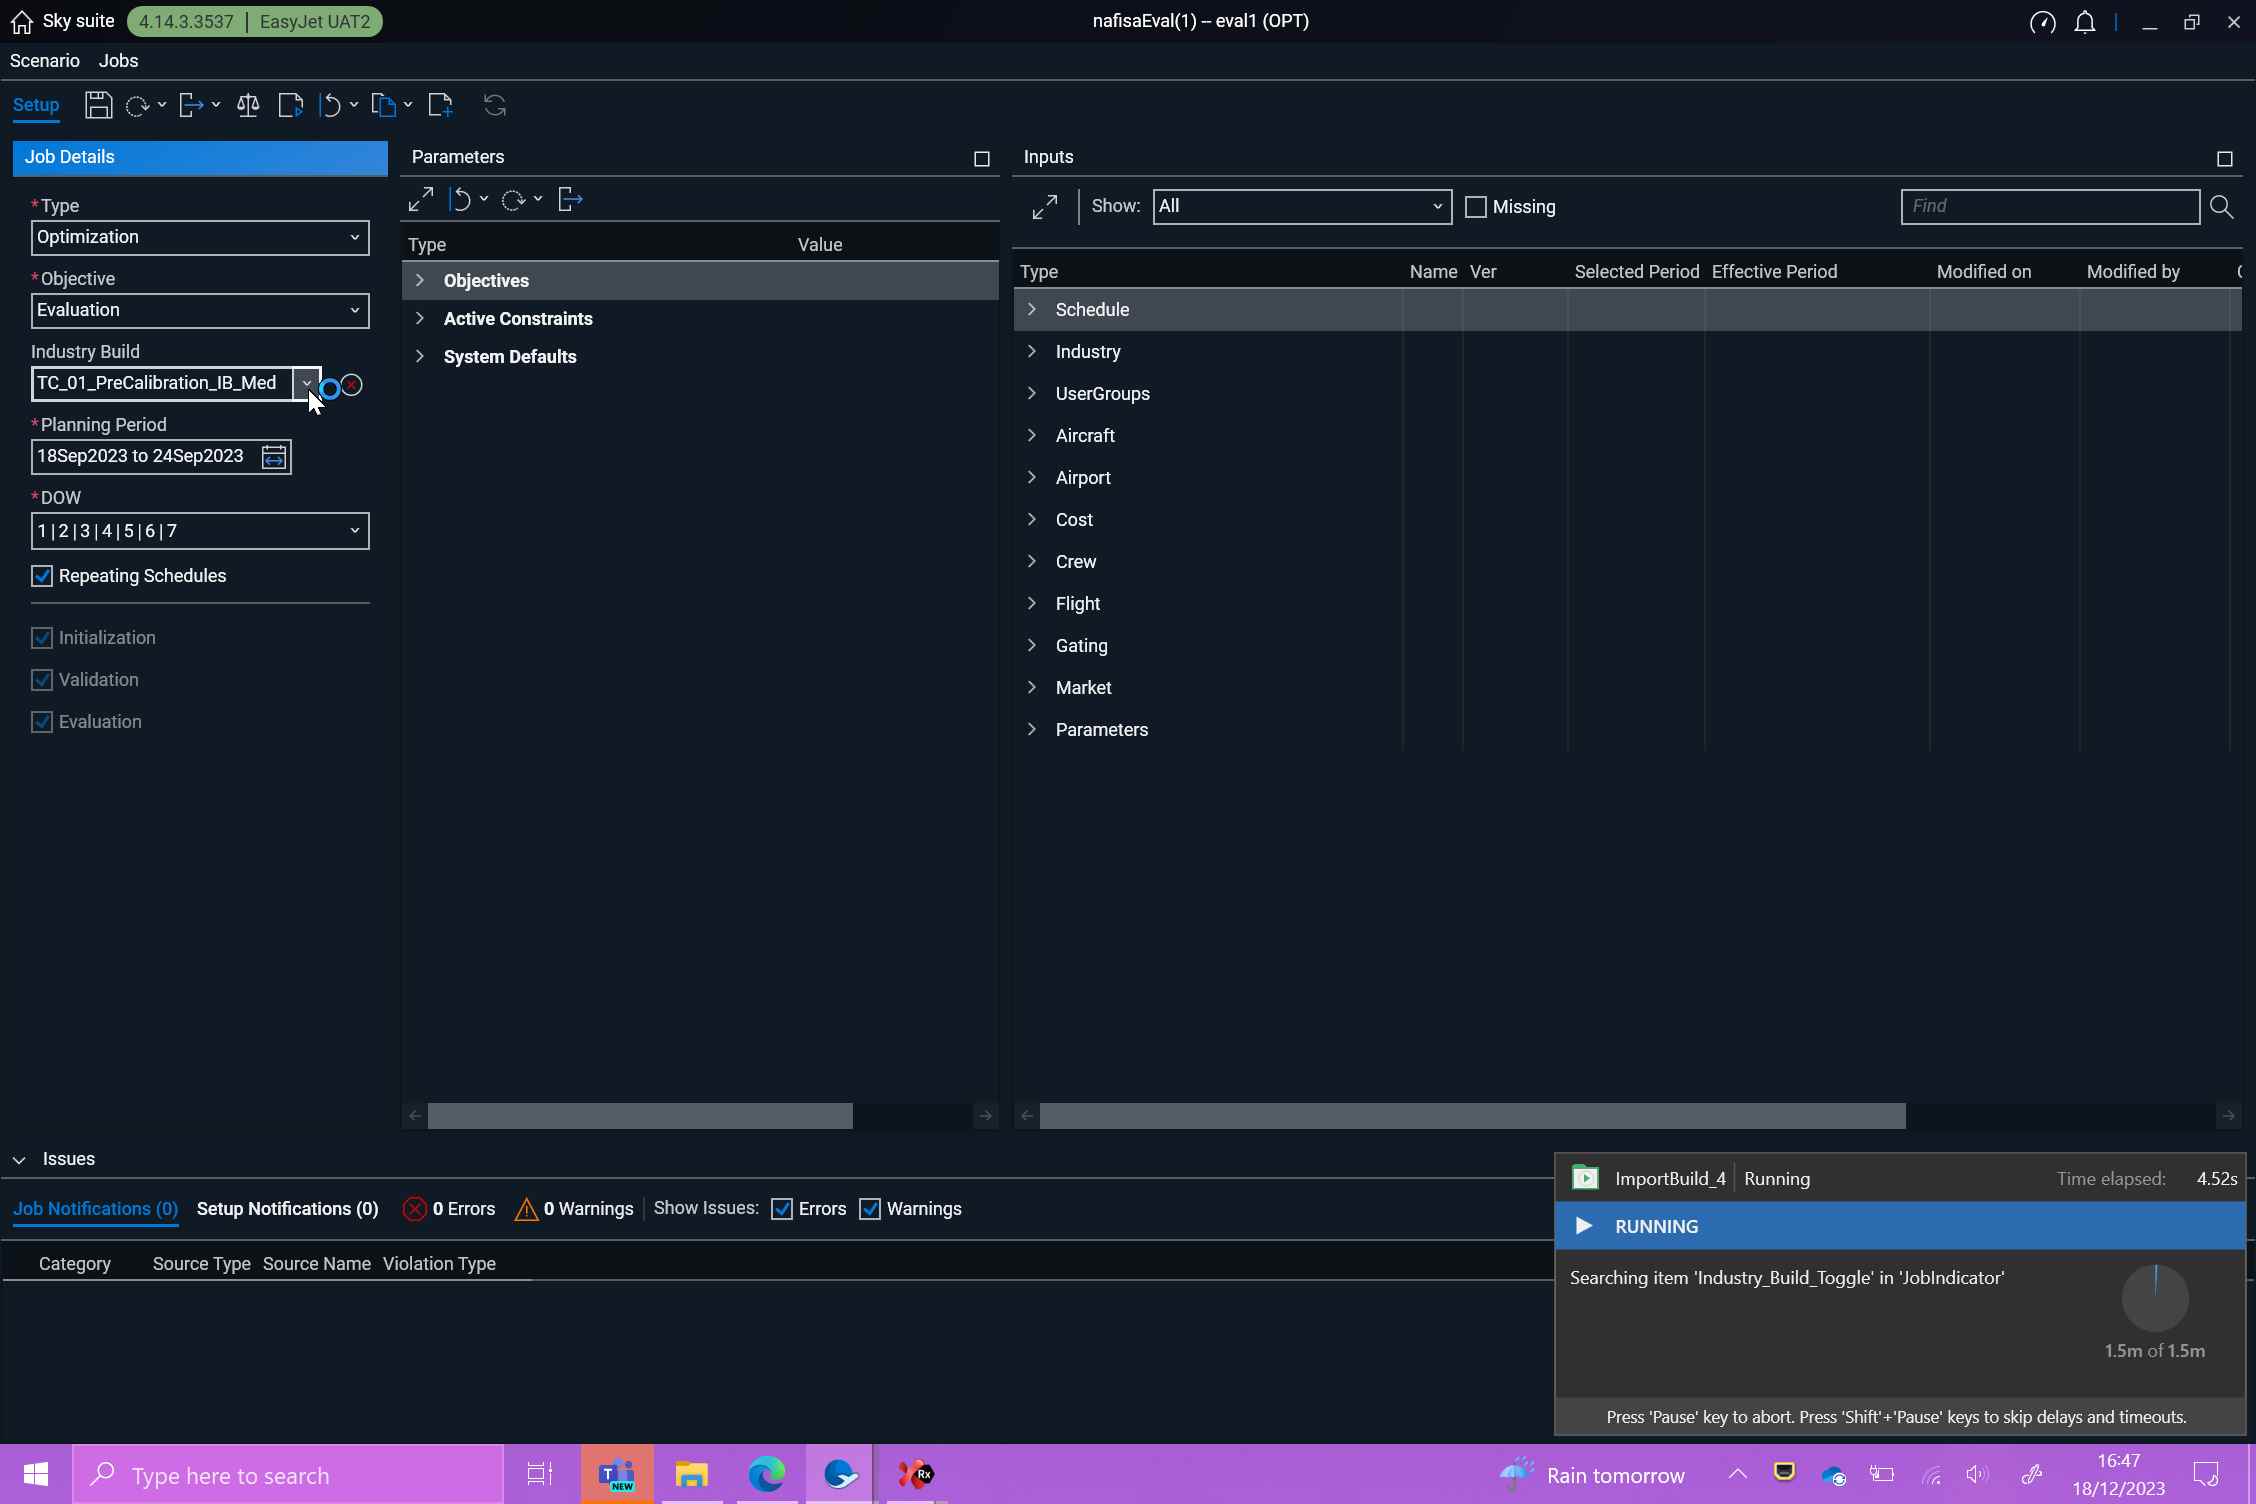 Sky suite 4.14.3.3537 | EasyJet UAT2
nafisaEval(1) -- eval1 (OPT)
Scenario Jobs
Setup
Job Details
*Type
Optimization
*Objective
Evaluation
Industry Build
TC_01_PreCalibration_IB_Med
*Planning Period
18Sep2023 to 24Sep2023
*DOW
1|2|3|4|5|6|7
Repeating Schedules
Initialization
Validation
Evaluation
Parameters
Type Value
Objectives
Active Constraints
System Defaults
Inputs
Show: All Missing Find
Type Name Ver Selected Period Effective Period Modified on Modified by
Schedule
Industry
UserGroups
Aircraft
Airport
Cost
Crew
Flight
Gating
Market
Parameters
Issues
Job Notifications (0) Setup Notifications (0) 0 Errors 0 Warnings Show Issues: Errors Warnings
Category Source Type Source Name Violation Type
ImportBuild_4 Running Time elapsed: 4.52s
RUNNING
Searching item 'Industry_Build_Toggle' in 'JobIndicator'
1.5m of 1.5m
Press 'Pause' key to abort. Press 'Shift'+'Pause' keys to skip delays and timeouts.
Type here to search
T
NEW
Rx
Rain tomorrow
16:47
18/12/2023